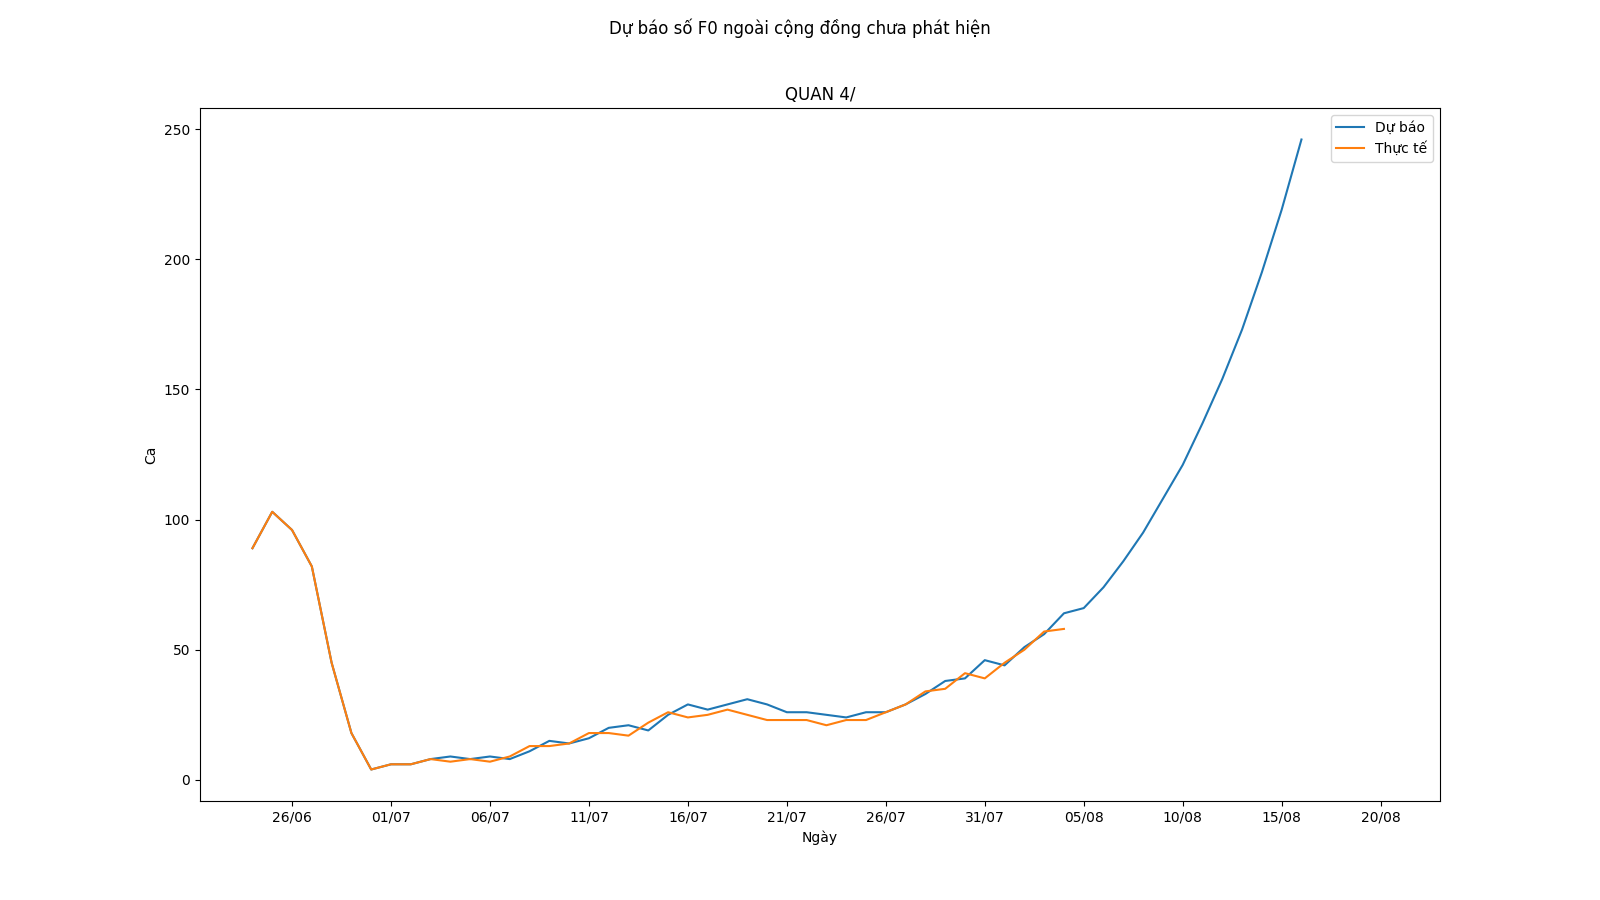 Dự báo số F0 ngoài cộng đồng chưa phát hiện
QUAN 4/
Dự báo
Thực tế
250
200
150
100
50
0
Ca
26/06 01/07 06/07 11/07 16/07 21/07 26/07 31/07 05/08 10/08 15/08 20/08
Ngày